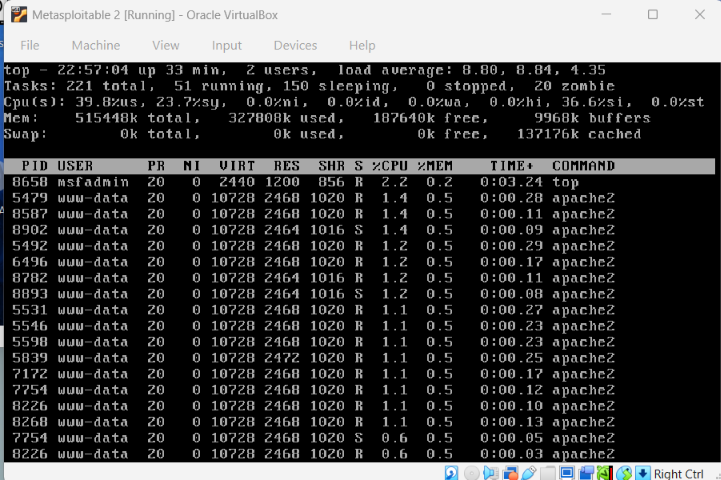 Metasploitable 2 [Running] - Oracle VirtualBox
File Machine View Input Devices Help
top - 22:57:04 up 33 min, 2 users, load average: 8.80, 8.84, 4.35
Tasks: 221 total, 51 running, 150 sleeping, 0 stopped, 20 zombie
Cpu(s): 39.8%us, 23.7%sy, 0.0%ni, 0.0%id, 0.0%wa, 0.0%hi, 36.6%si, 0.0%st
Mem: 515448k total, 327808k used, 187640k free, 9968k buffers
Swap: 0k total, 0k used, 0k free, 137176k cached
PID USER PR NI VIRT RES SHR S %CPU %MEM TIME+ COMMAND
8658 msfadmin 20 0 2440 1200 856 R 2.2 0.2 0:03.24 top
5479 www-data 20 0 10728 2468 1020 R 1.4 0.5 0:00.28 apache2
8587 www-data 20 0 10728 2468 1020 R 1.4 0.5 0:00.11 apache2
8902 www-data 20 0 10728 2464 1016 S 1.4 0.5 0:00.09 apache2
5492 www-data 20 0 10728 2468 1020 R 1.2 0.5 0:00.29 apache2
6496 www-data 20 0 10728 2468 1020 R 1.2 0.5 0:00.17 apache2
8782 www-data 20 0 10728 2464 1016 S 1.2 0.5 0:00.11 apache2
8893 www-data 20 0 10728 2464 1016 S 1.2 0.5 0:00.08 apache2
5531 www-data 20 0 10728 2468 1020 R 1.1 0.5 0:00.27 apache2
5546 www-data 20 0 10728 2468 1020 R 1.1 0.5 0:00.23 apache2
5598 www-data 20 0 10728 2468 1020 R 1.1 0.5 0:00.23 apache2
5839 www-data 20 0 10728 2472 1020 R 1.1 0.5 0:00.25 apache2
7172 www-data 20 0 10728 2468 1020 R 1.1 0.5 0:00.17 apache2
7754 www-data 20 0 10728 2468 1020 R 1.1 0.5 0:00.12 apache2
8226 www-data 20 0 10728 2468 1020 R 1.1 0.5 0:00.10 apache2
8268 www-data 20 0 10728 2468 1020 R 1.1 0.5 0:00.13 apache2
7754 www-data 20 0 10728 2468 1020 S 0.6 0.5 0:00.05 apache2
8226 www-data 20 0 10728 2468 1020 R 0.6 0.5 0:00.03 apache2
Right Ctrl